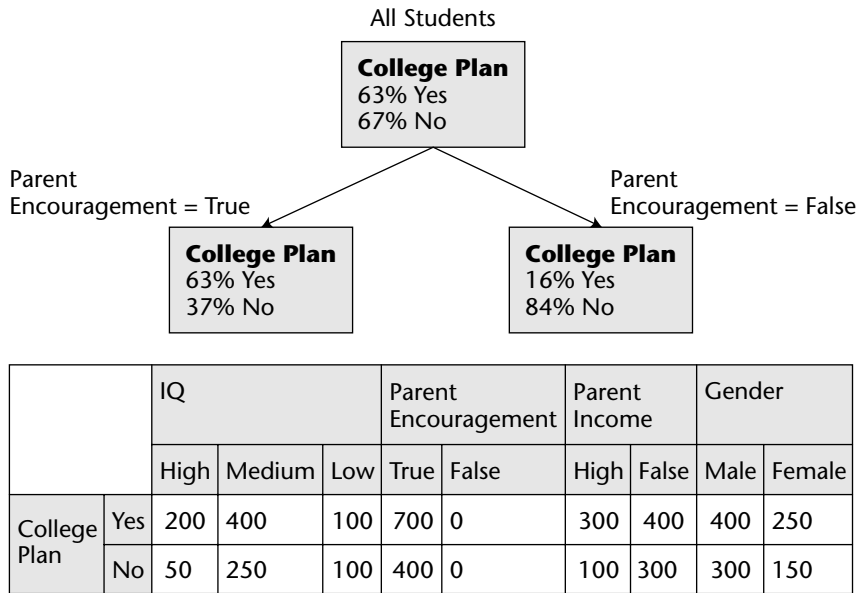 All Students
College Plan
63% Yes
67% No
Parent
Encouragement = True
Parent
Encouragement = False
College Plan
63% Yes
37% No
College Plan
16% Yes
84% No
IQ Parent Encouragement Parent Income Gender
High Medium Low True False High False Male Female
College Plan Yes 200 400 100 700 0 300 400 400 250
No 50 250 100 400 0 100 300 300 150